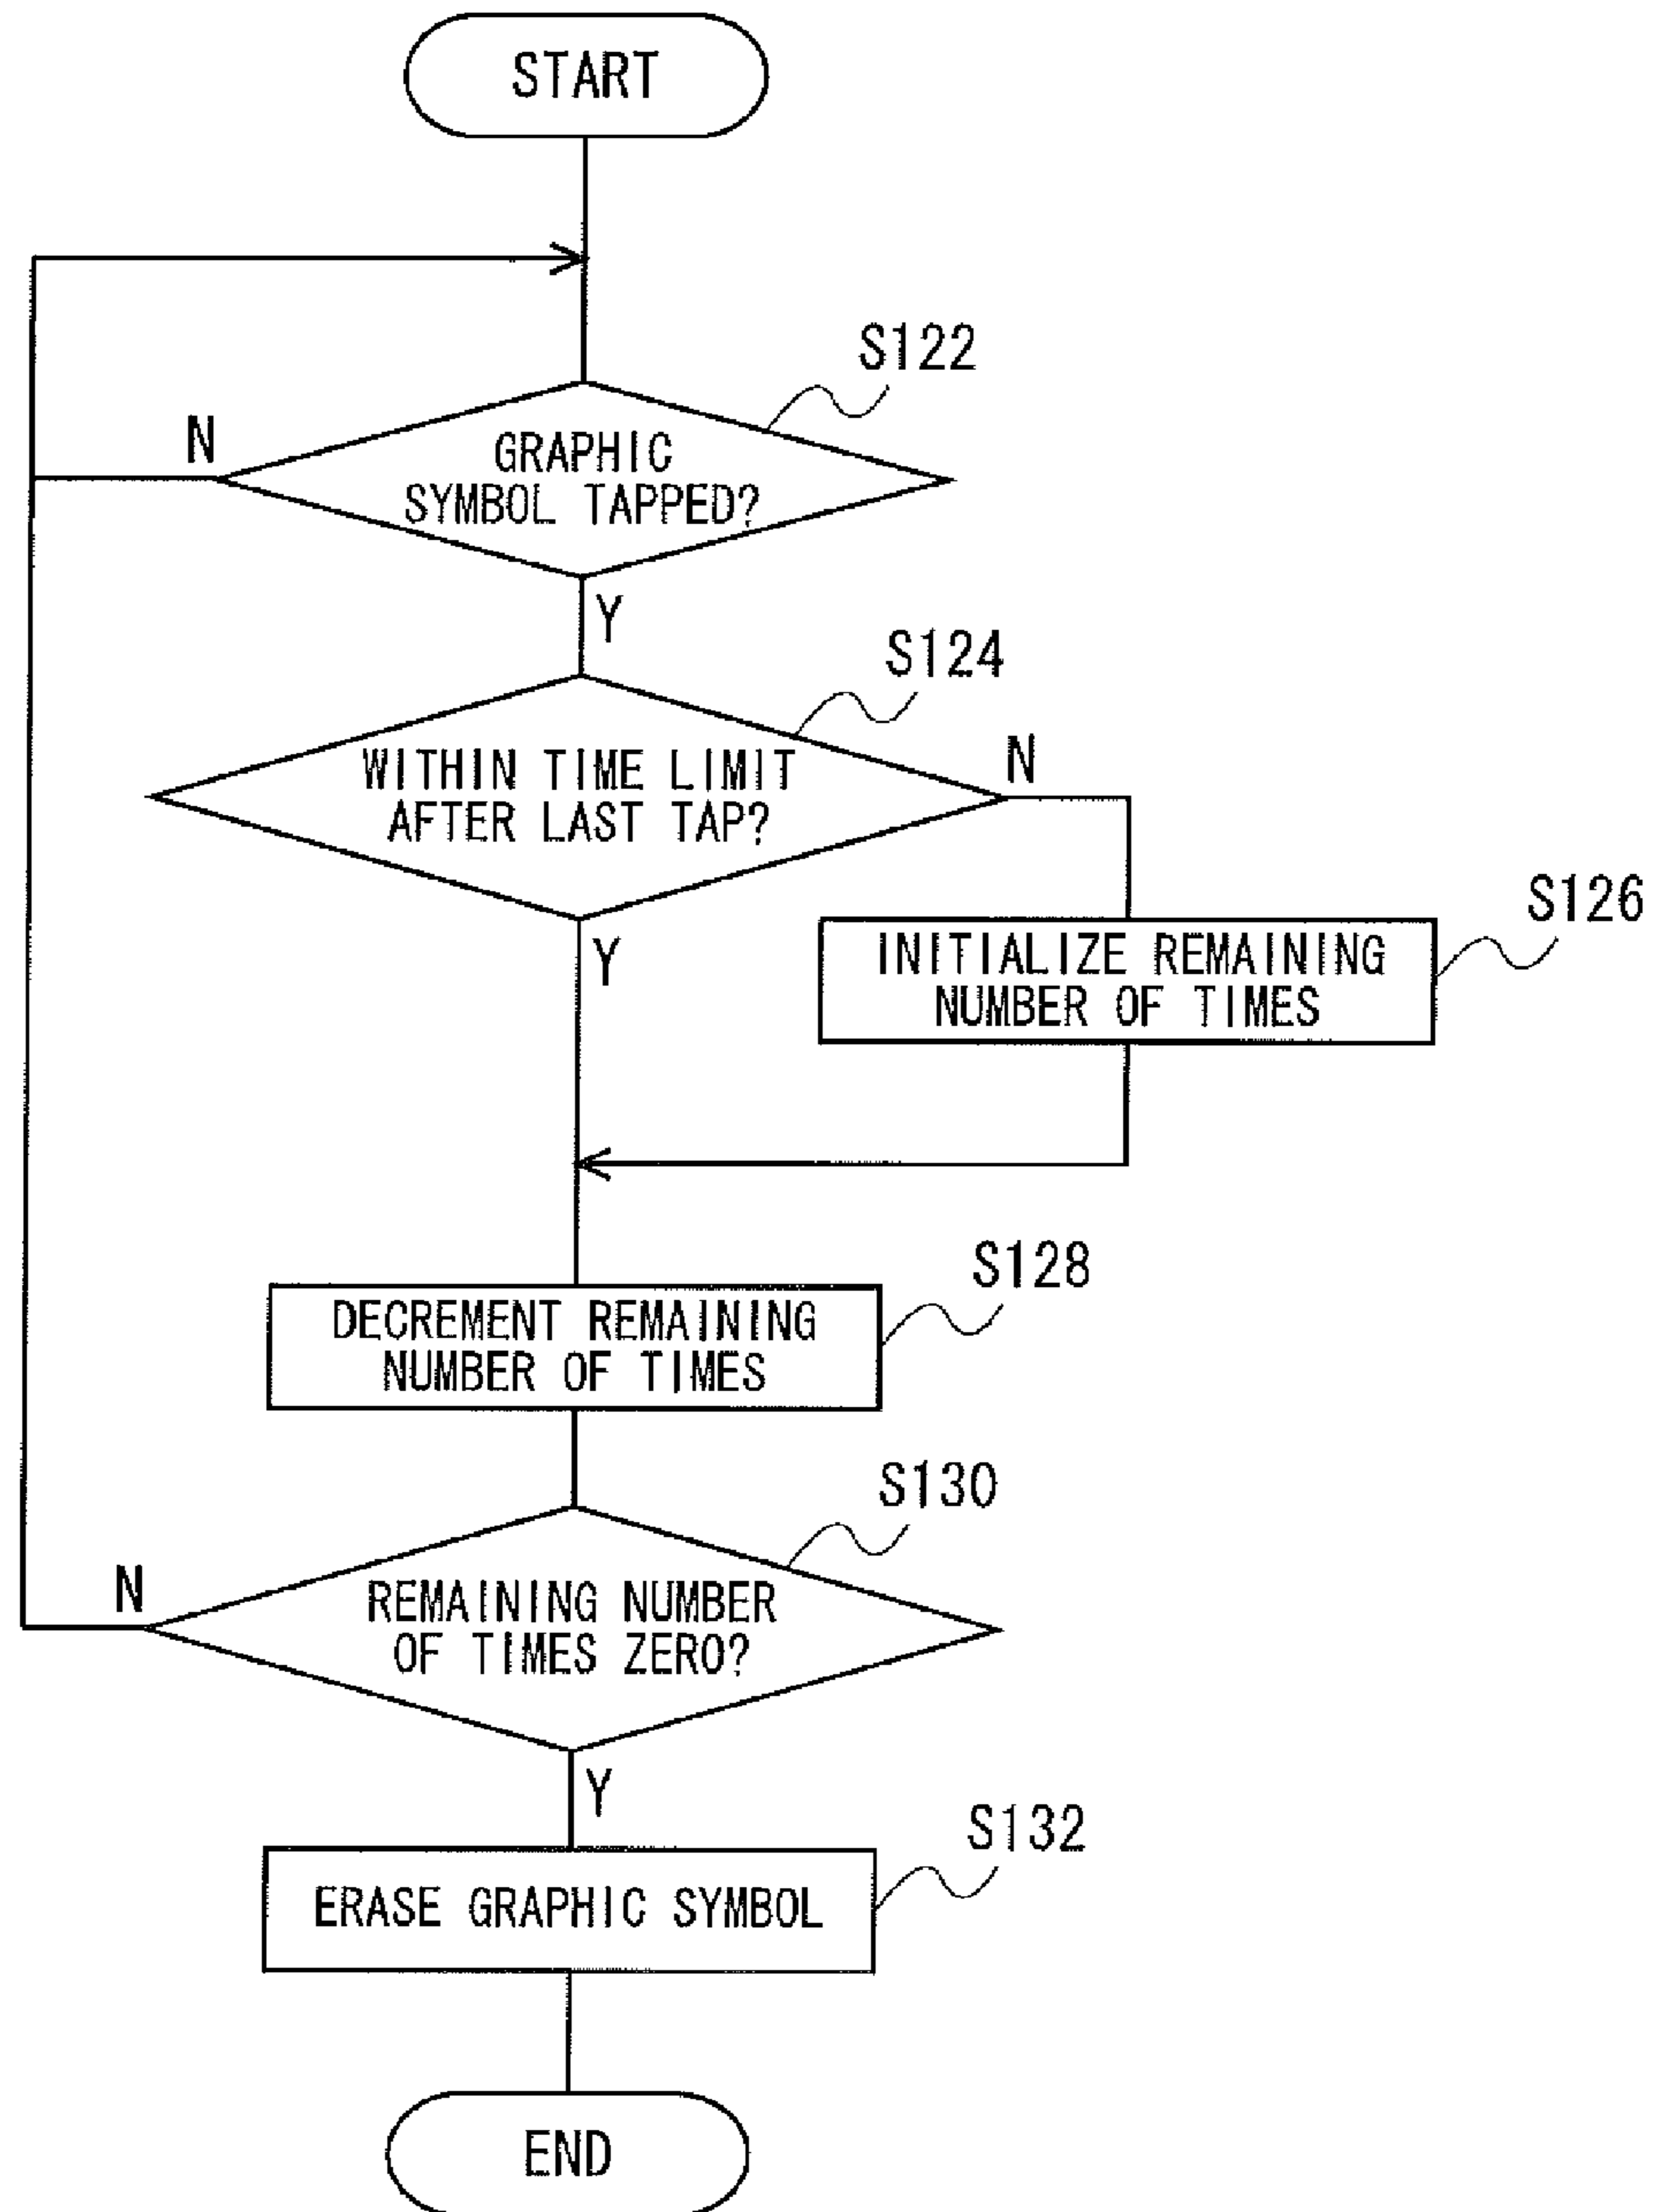 START
S122
N
GRAPHIC
SYMBOL TAPPED?
Y
S124
WITHIN TIME LIMIT
AFTER LAST TAP?
N
Y
S126
INITIALIZE REMAINING
NUMBER OF TIMES
S128
DECREMENT REMAINING
NUMBER OF TIMES
S130
N
REMAINING NUMBER
OF TIMES ZERO?
Y
S132
ERASE GRAPHIC SYMBOL
END